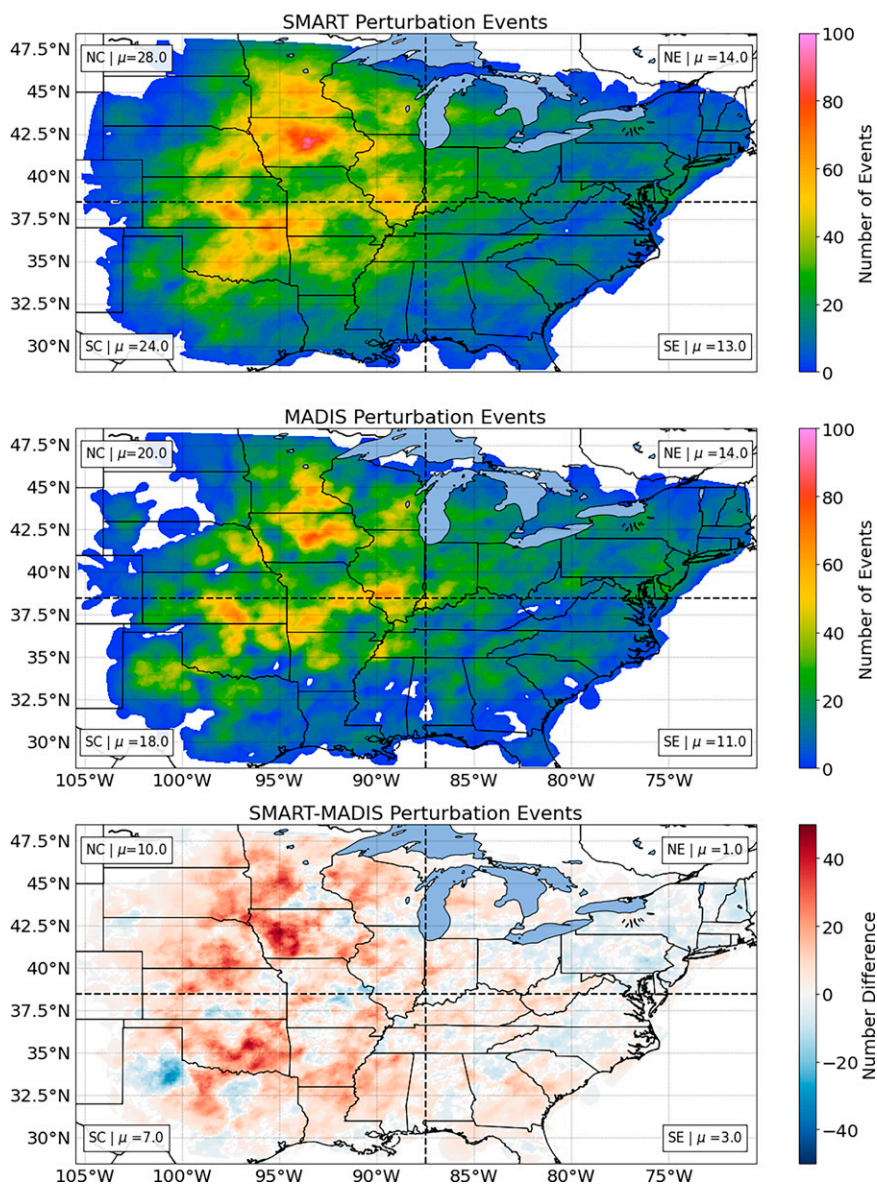 SMART Perturbation Events
47.5°N
45°N
42.5°N
40°N
37.5°N
35°N
32.5°N
30°N
NC | μ=28.0
NE | μ=14.0
SC | μ=24.0
SE | μ=13.0
100
80
60
40
20
0
Number of Events
MADIS Perturbation Events
47.5°N
45°N
42.5°N
40°N
37.5°N
35°N
32.5°N
30°N
NC | μ=20.0
NE | μ=14.0
SC | μ=18.0
SE | μ=11.0
105°W 100°W 95°W 90°W 85°W 80°W 75°W
100
80
60
40
20
0
Number of Events
SMART-MADIS Perturbation Events
47.5°N
45°N
42.5°N
40°N
37.5°N
35°N
32.5°N
30°N
NC | μ=10.0
NE | μ=1.0
SC | μ=7.0
SE | μ=3.0
105°W 100°W 95°W 90°W 85°W 80°W 75°W
40
20
0
−20
−40
Number Difference